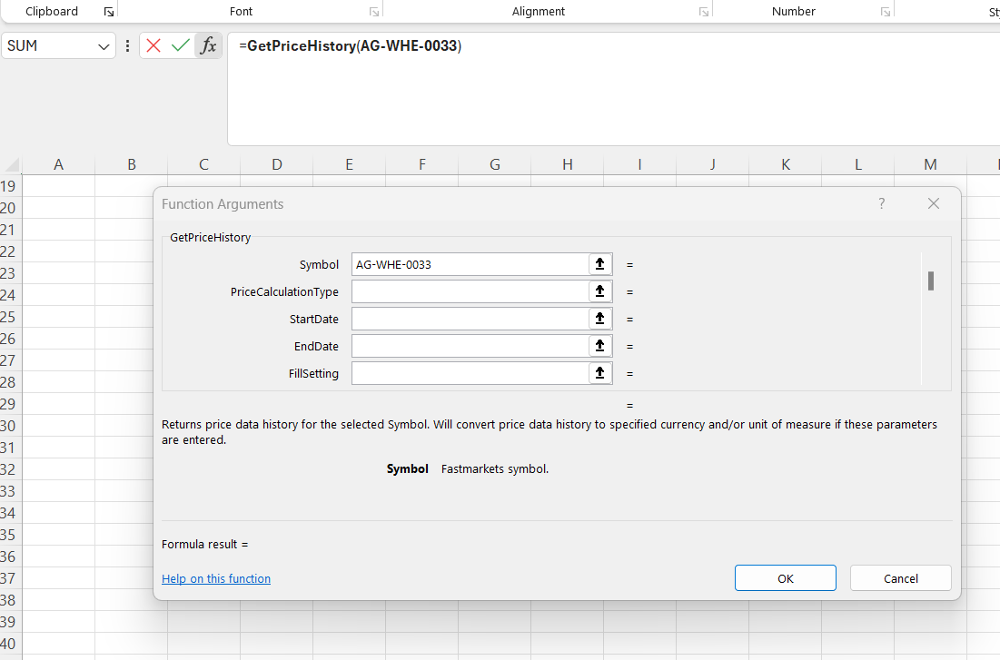 Clipboard Font Alignment Number
SUM fx =GetPriceHistory(AG-WHE-0033)
A B C D E F G H I J K L M
19
20
21
22
23
24
25
26
27
28
29
30
31
32
33
34
35
36
37
38
39
40
Function Arguments ?
GetPriceHistory
Symbol AG-WHE-0033 =
PriceCalculationType =
StartDate =
EndDate =
FillSetting =
=
Returns price data history for the selected Symbol. Will convert price data history to specified currency and/or unit of measure if these parameters
are entered.
Symbol Fastmarkets symbol.
Formula result =
Help on this function OK Cancel